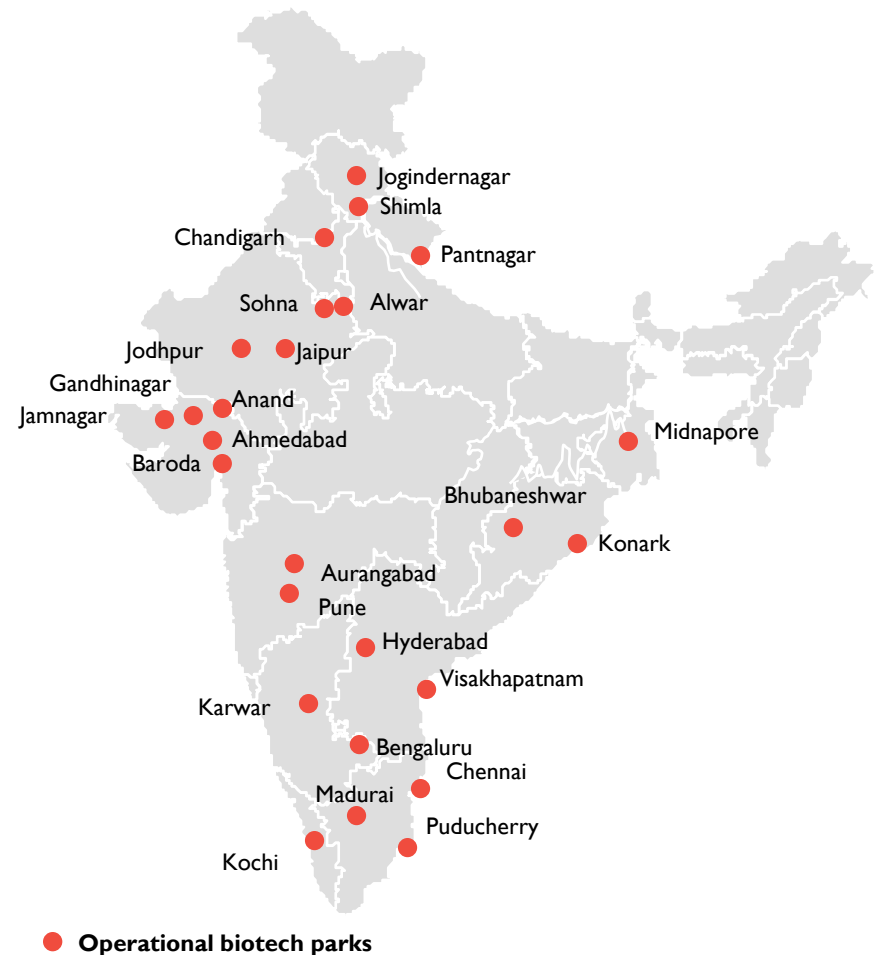 Jogindernagar
Shimla
Chandigarh
Pantnagar
Sohna
Alwar
Jodhpur
Jaipur
Gandhinagar
Anand
Jamnagar
Ahmedabad
Midnapore
Baroda
Bhubaneshwar
Konark
Aurangabad
Pune
Hyderabad
Visakhapatnam
Karwar
Bengaluru
Chennai
Madurai
Puducherry
Kochi
Operational biotech parks